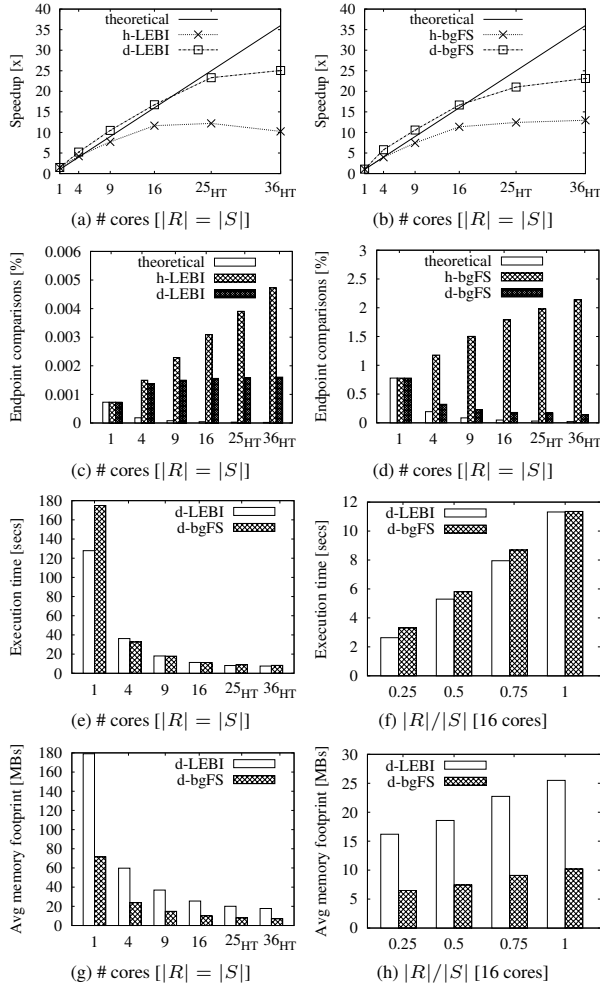 40
35
30
25
20
15
10
5
0
Speedup [x]
theoretical
h-LEBI
d-LEBI
1 4 9 16 25HT 36HT
(a) # cores [|R| = |S|]
40
35
30
25
20
15
10
5
0
Speedup [x]
theoretical
h-bgFS
d-bgFS
1 4 9 16 25HT 36HT
(b) # cores [|R| = |S|]
0.006
0.005
0.004
0.003
0.002
0.001
0
Endpoint comparisons [%]
theoretical
h-LEBI
d-LEBI
1 4 9 16 25HT 36HT
(c) # cores [|R| = |S|]
3
2.5
2
1.5
1
0.5
0
Endpoint comparisons [%]
theoretical
h-bgFS
d-bgFS
1 4 9 16 25HT 36HT
(d) # cores [|R| = |S|]
180
160
140
120
100
80
60
40
20
0
Execution time [secs]
d-LEBI
d-bgFS
1 4 9 16 25HT 36HT
(e) # cores [|R| = |S|]
12
10
8
6
4
2
0
Execution time [secs]
d-LEBI
d-bgFS
0.25 0.5 0.75 1
(f) |R|/|S| [16 cores]
180
160
140
120
100
80
60
40
20
0
Avg memory footprint [MBs]
d-LEBI
d-bgFS
1 4 9 16 25HT 36HT
(g) # cores [|R| = |S|]
30
25
20
15
10
5
0
Avg memory footprint [MBs]
d-LEBI
d-bgFS
0.25 0.5 0.75 1
(h) |R|/|S| [16 cores]